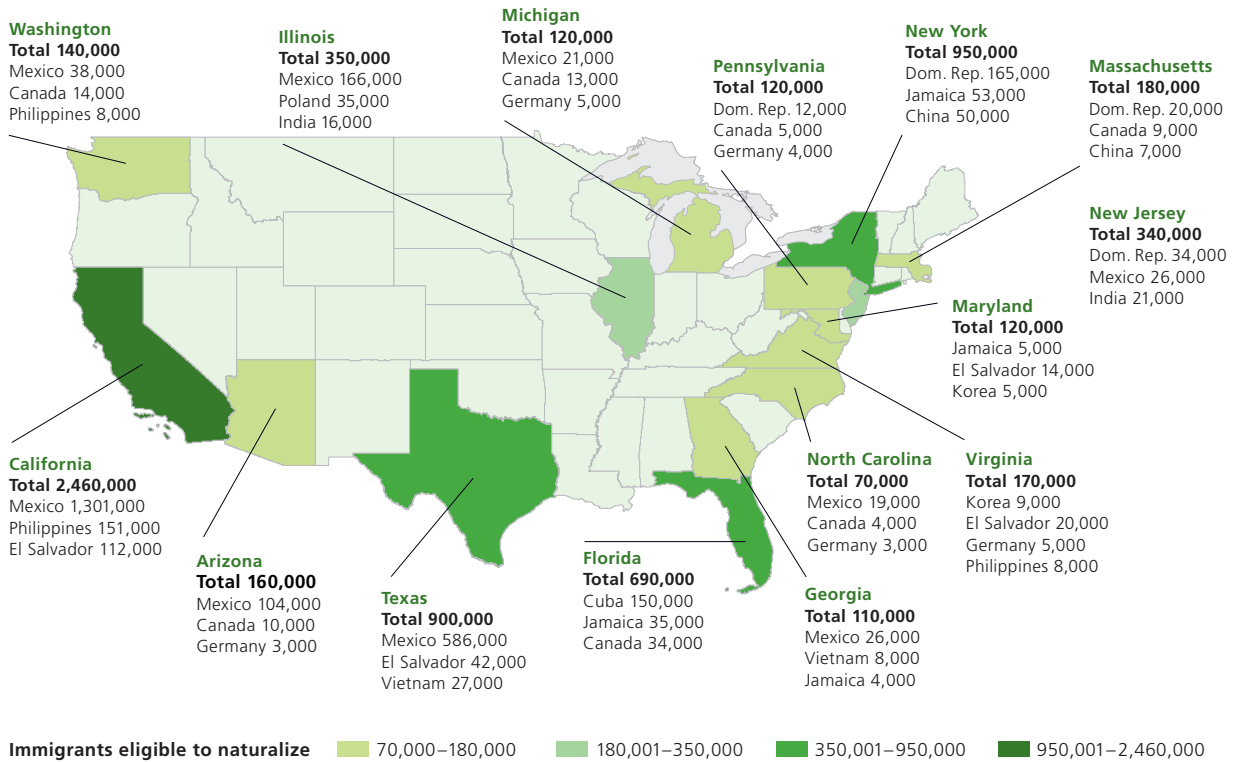 Washington
Total 140,000
Mexico 38,000
Canada 14,000
Philippines 8,000
Illinois
Total 350,000
Mexico 166,000
Poland 35,000
India 16,000
Michigan
Total 120,000
Mexico 21,000
Canada 13,000
Germany 5,000
Pennsylvania
Total 120,000
Dom. Rep. 12,000
Canada 5,000
Germany 4,000
New York
Total 950,000
Dom. Rep. 165,000
Jamaica 53,000
China 50,000
Massachusetts
Total 180,000
Dom. Rep. 20,000
Canada 9,000
China 7,000
New Jersey
Total 340,000
Dom. Rep. 34,000
Mexico 26,000
India 21,000
Maryland
Total 120,000
Jamaica 5,000
El Salvador 14,000
Korea 5,000
California
Total 2,460,000
Mexico 1,301,000
Philippines 151,000
El Salvador 112,000
Arizona
Total 160,000
Mexico 104,000
Canada 10,000
Germany 3,000
Texas
Total 900,000
Mexico 586,000
El Salvador 42,000
Vietnam 27,000
Florida
Total 690,000
Cuba 150,000
Jamaica 35,000
Canada 34,000
North Carolina
Total 70,000
Mexico 19,000
Canada 4,000
Germany 3,000
Virginia
Total 170,000
Korea 9,000
El Salvador 20,000
Germany 5,000
Philippines 8,000
Georgia
Total 110,000
Mexico 26,000
Vietnam 8,000
Jamaica 4,000
Immigrants eligible to naturalize 70,000–180,000 180,001–350,000 350,001–950,000 950,001–2,460,000